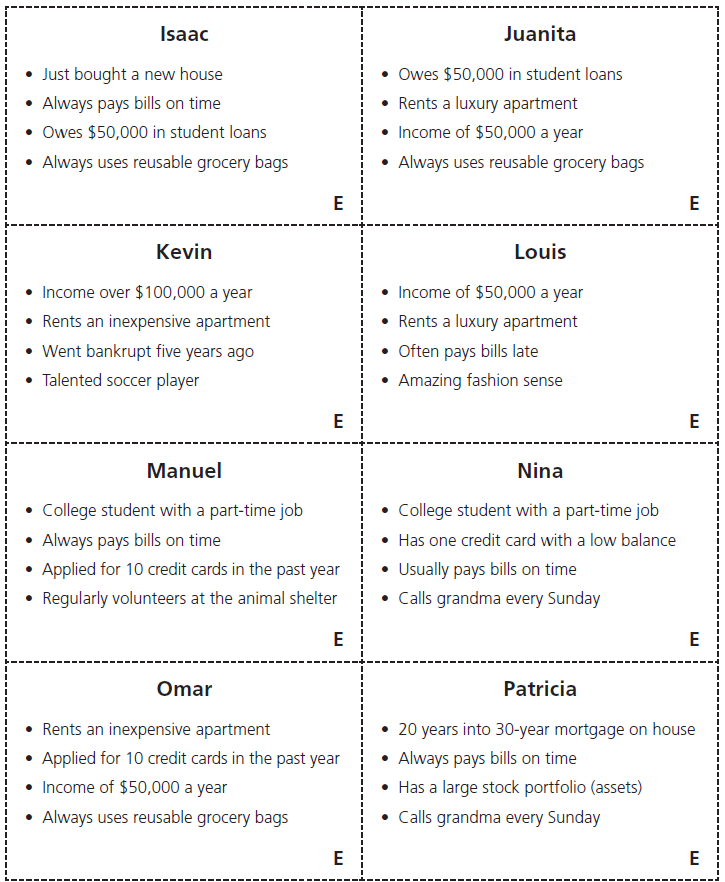 Isaac
• Just bought a new house
• Always pays bills on time
• Owes $50,000 in student loans
• Always uses reusable grocery bags
E
Juanita
• Owes $50,000 in student loans
• Rents a luxury apartment
• Income of $50,000 a year
• Always uses reusable grocery bags
E
Kevin
• Income over $100,000 a year
• Rents an inexpensive apartment
• Went bankrupt five years ago
• Talented soccer player
E
Louis
• Income of $50,000 a year
• Rents a luxury apartment
• Often pays bills late
• Amazing fashion sense
E
Manuel
• College student with a part-time job
• Always pays bills on time
• Applied for 10 credit cards in the past year
• Regularly volunteers at the animal shelter
E
Nina
• College student with a part-time job
• Has one credit card with a low balance
• Usually pays bills on time
• Calls grandma every Sunday
E
Omar
• Rents an inexpensive apartment
• Applied for 10 credit cards in the past year
• Income of $50,000 a year
• Always uses reusable grocery bags
E
Patricia
• 20 years into 30-year mortgage on house
• Always pays bills on time
• Has a large stock portfolio (assets)
• Calls grandma every Sunday
E